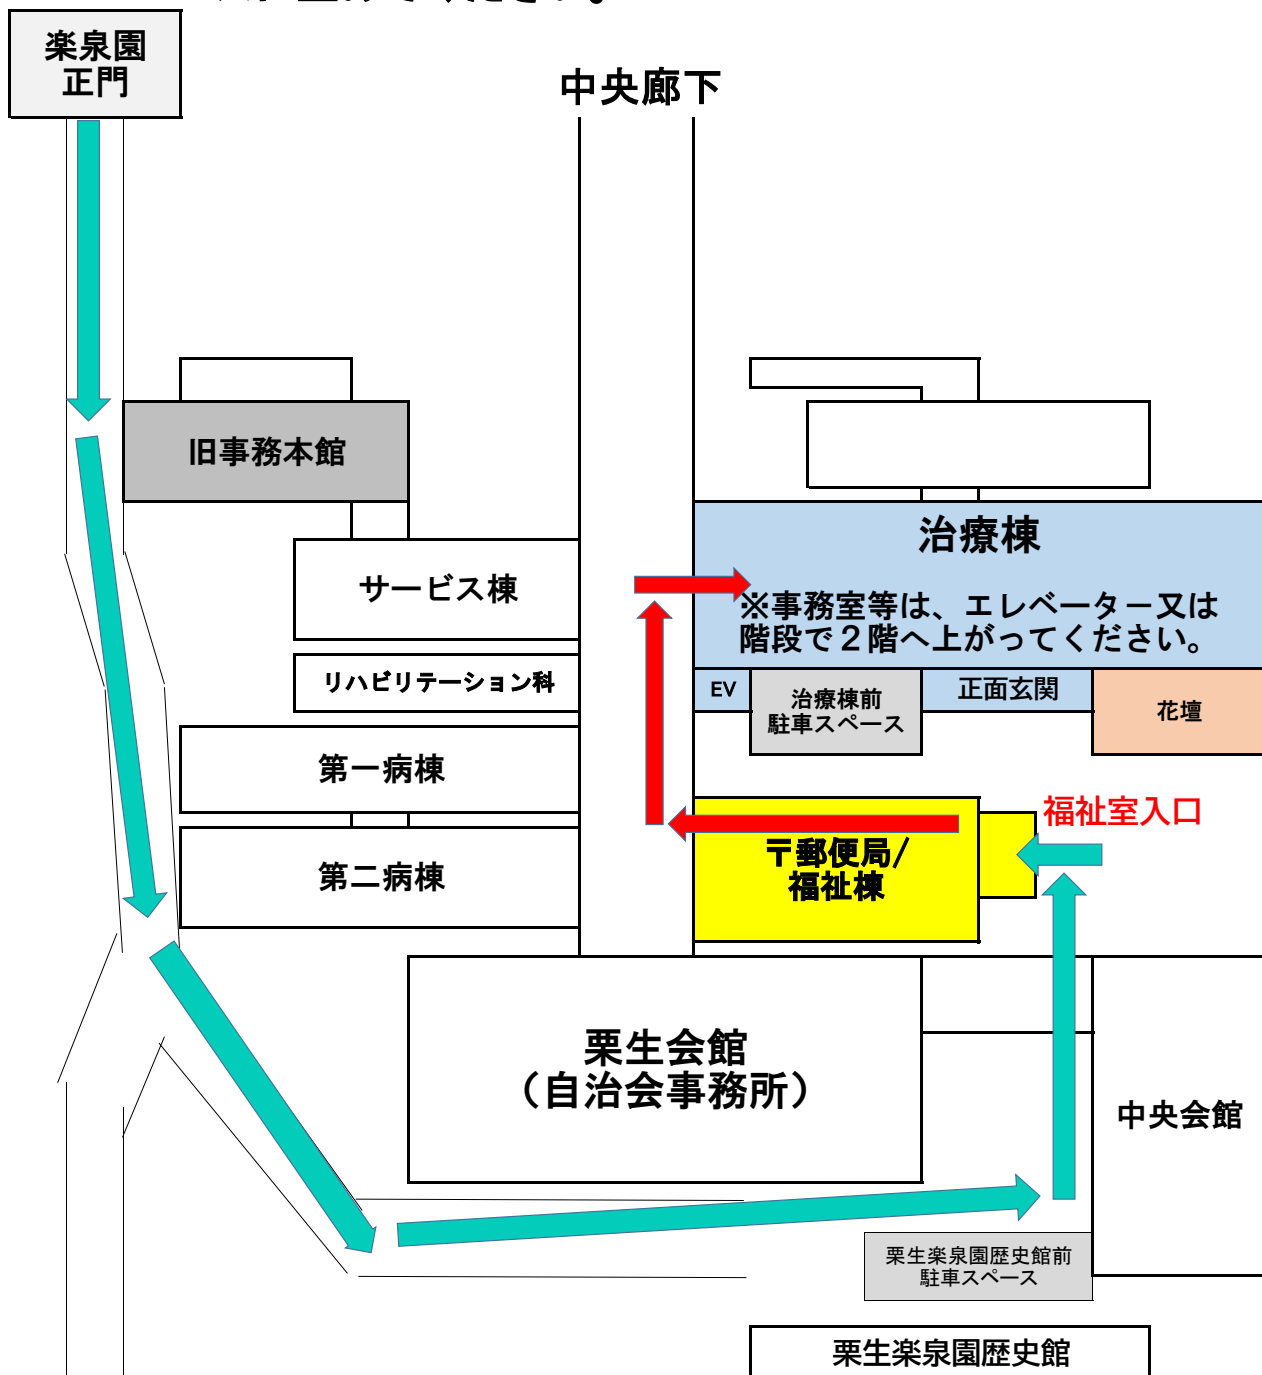 楽泉園
正門
中央廊下
旧事務本館
治療棟
サービス棟
※事務室等は、エレベーター又は
階段で２階へ上がってください。
リハビリテーション科
EV
治療棟前
駐車スペース
正面玄関
花壇
第一病棟
福祉室入口
〒郵便局/
福祉棟
第二病棟
栗生会館
（自治会事務所）
中央会館
栗生楽泉園歴史館前
駐車スペース
栗生楽泉園歴史館